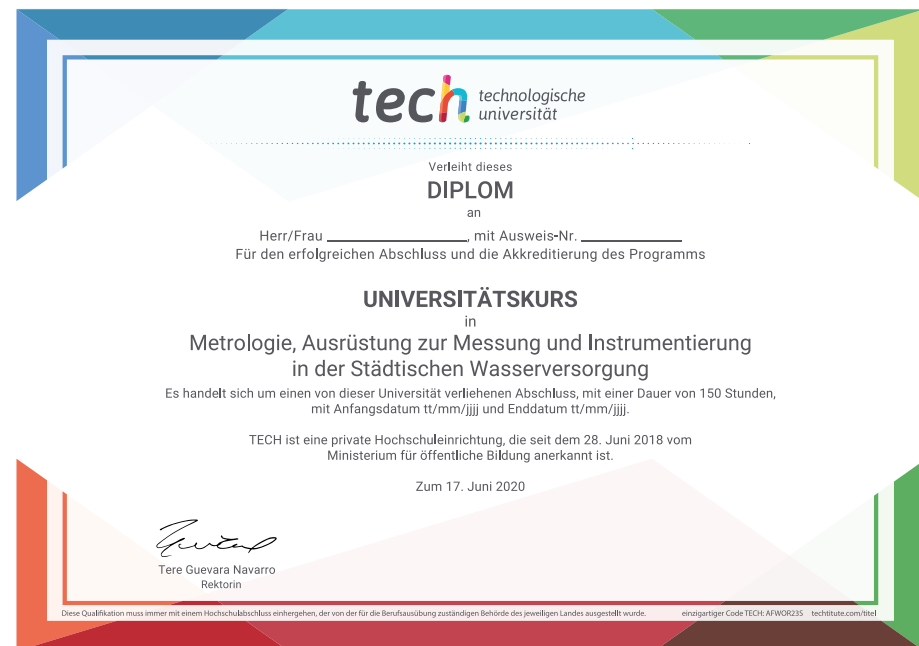 tech technologische
universität
Verleiht dieses
DIPLOM
an
Herr/Frau ____________________, mit Ausweis-Nr. ______________
Für den erfolgreichen Abschluss und die Akkreditierung des Programms
UNIVERSITÄTSKURS
in
Metrologie, Ausrüstung zur Messung und Instrumentierung
in der Städtischen Wasserversorgung
Es handelt sich um einen von dieser Universität verliehenen Abschluss, mit einer Dauer von 150 Stunden,
mit Anfangsdatum tt/mm/jjjj und Enddatum tt/mm/jjjj.
TECH ist eine private Hochschuleinrichtung, die seit dem 28. Juni 2018 vom
Ministerium für öffentliche Bildung anerkannt ist.
Zum 17. Juni 2020
Tere Guevara Navarro
Rektorin
Diese Qualifikation muss immer mit einem Hochschulabschluss einhergehen, der von der für die Berufsausübung zuständigen Behörde des jeweiligen Landes ausgestellt wurde. einzigartiger Code TECH: AFWOR23S techtitute.com/titel